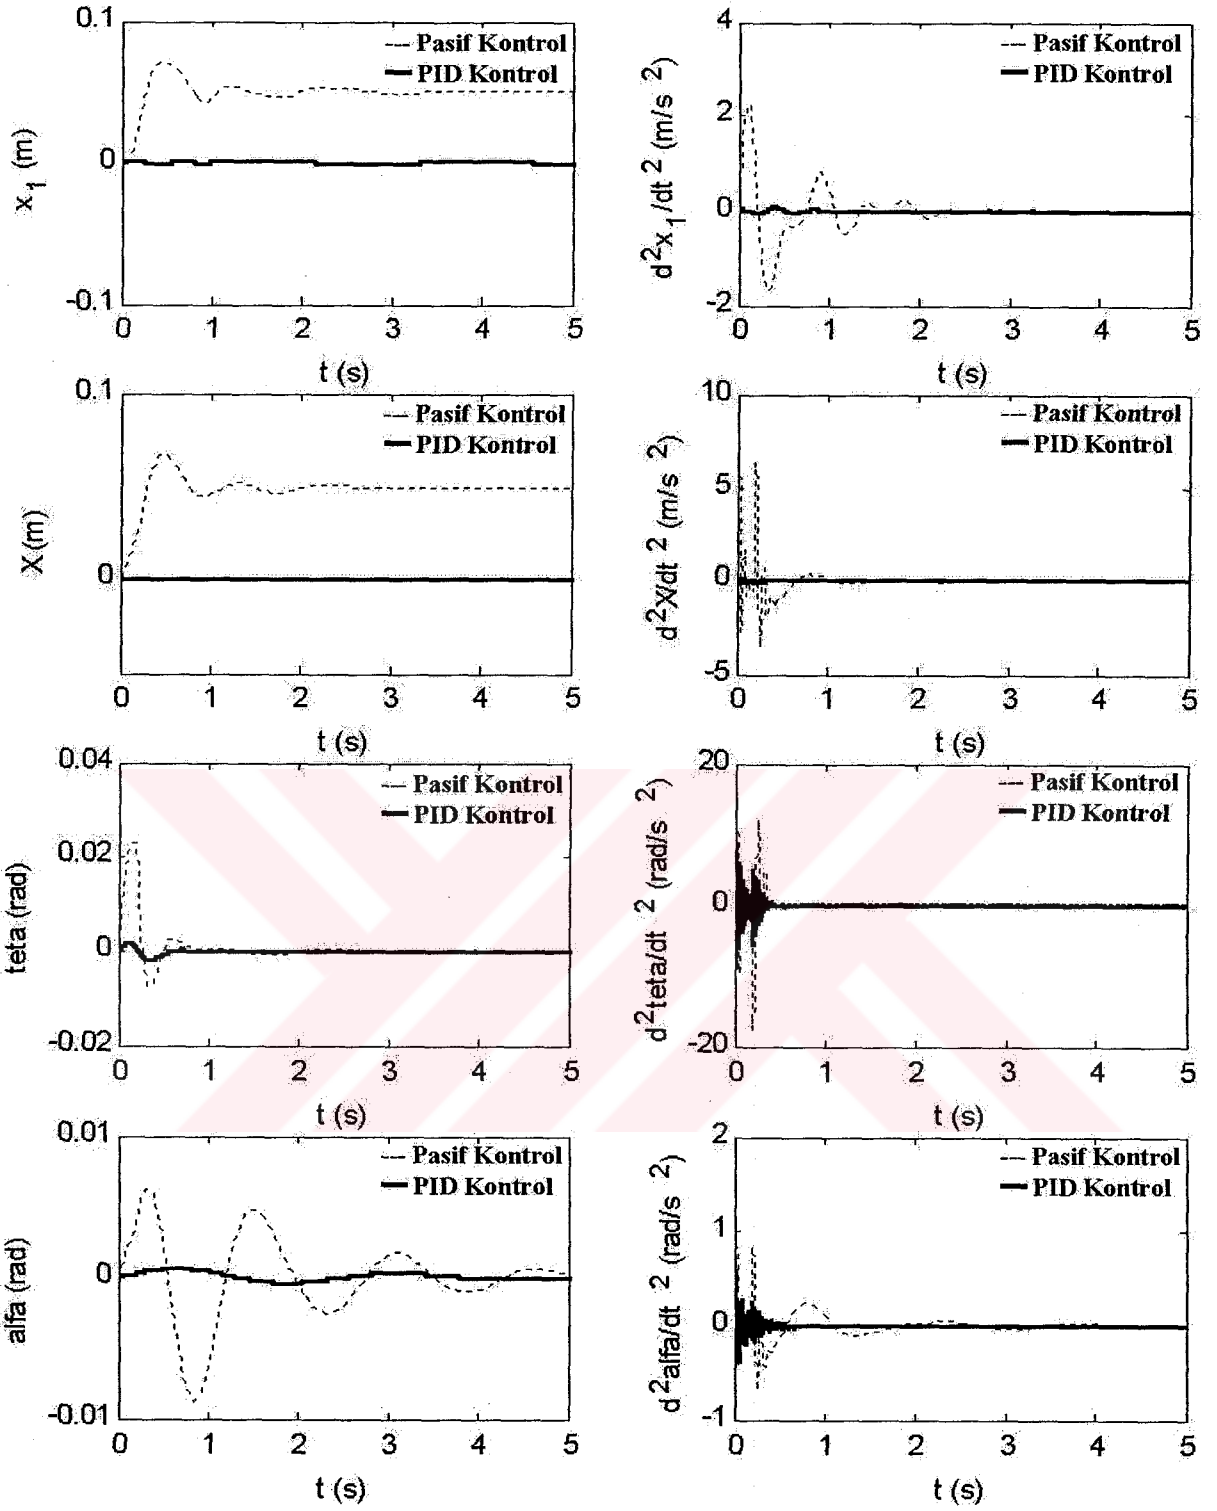 0.1
Pasif Kontrol
PID Kontrol
x1 (m)
0
-0.1
0 1 2 3 4 5
t (s)
4
Pasif Kontrol
PID Kontrol
2
d2x1/dt 2 (m/s 2)
0
-2
0 1 2 3 4 5
t (s)
0.1
Pasif Kontrol
PID Kontrol
X (m)
0
0 1 2 3 4 5
t (s)
10
Pasif Kontrol
PID Kontrol
5
d2X/dt 2 (m/s 2)
0
-5
0 1 2 3 4 5
t (s)
0.04
Pasif Kontrol
PID Kontrol
0.02
teta (rad)
0
-0.02
0 1 2 3 4 5
t (s)
20
Pasif Kontrol
PID Kontrol
d2teta/dt 2 (rad/s 2)
0
-20
0 1 2 3 4 5
t (s)
0.01
Pasif Kontrol
PID Kontrol
alfa (rad)
0
-0.01
0 1 2 3 4 5
t (s)
2
Pasif Kontrol
PID Kontrol
1
d2alfa/dt 2 (rad/s 2)
0
-1
0 1 2 3 4 5
t (s)